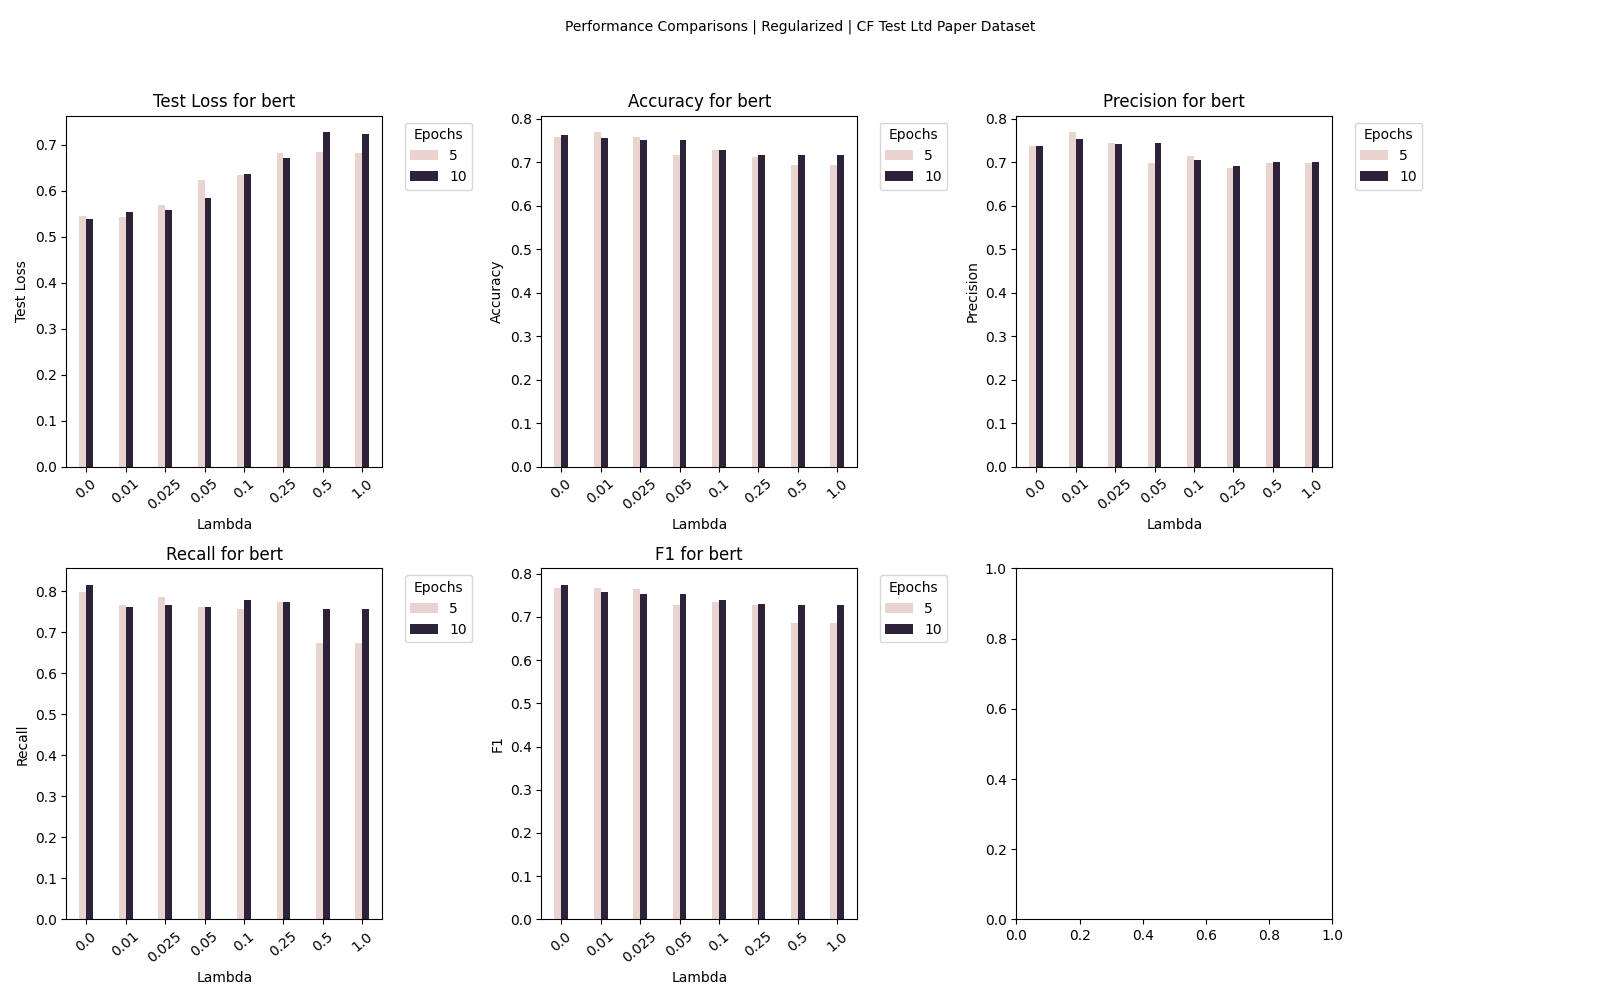 Performance Comparisons | Regularized | CF Test Ltd Paper Dataset
Test Loss for bert
Test Loss
0.7
0.6
0.5
0.4
0.3
0.2
0.1
0.0
0.0 0.01 0.025 0.05 0.1 0.25 0.5 1.0
Lambda
Epochs
5
10
Accuracy for bert
Accuracy
0.8
0.7
0.6
0.5
0.4
0.3
0.2
0.1
0.0
0.0 0.01 0.025 0.05 0.1 0.25 0.5 1.0
Lambda
Epochs
5
10
Precision for bert
Precision
0.8
0.7
0.6
0.5
0.4
0.3
0.2
0.1
0.0
0.0 0.01 0.025 0.05 0.1 0.25 0.5 1.0
Lambda
Epochs
5
10
Recall for bert
Recall
0.8
0.7
0.6
0.5
0.4
0.3
0.2
0.1
0.0
0.0 0.01 0.025 0.05 0.1 0.25 0.5 1.0
Lambda
Epochs
5
10
F1 for bert
F1
0.8
0.7
0.6
0.5
0.4
0.3
0.2
0.1
0.0
0.0 0.01 0.025 0.05 0.1 0.25 0.5 1.0
Lambda
Epochs
5
10
1.0
0.8
0.6
0.4
0.2
0.0
0.0 0.2 0.4 0.6 0.8 1.0